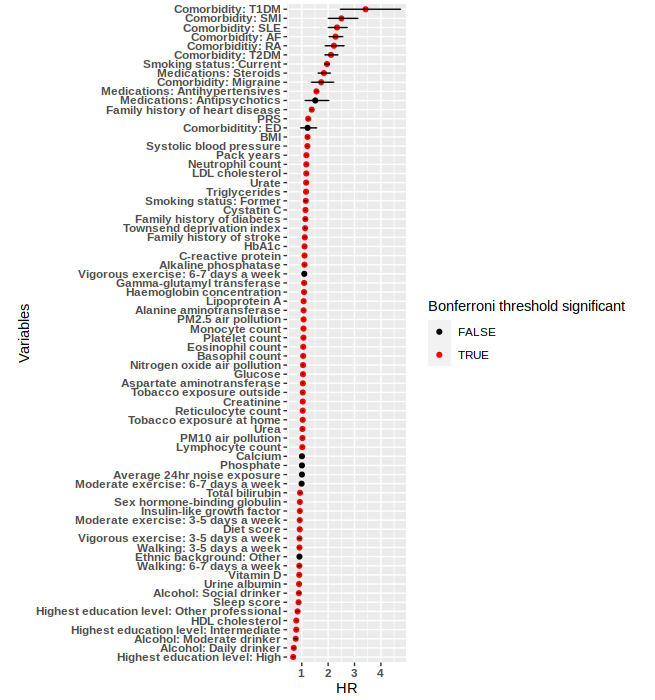 Comorbidity: T1DM
Comorbidity: SMI
Comorbidity: SLE
Comorbidity: AF
Comorbiditiy: RA
Comorbidity: T2DM
Smoking status: Current
Medications: Steroids
Comorbidity: Migraine
Medications: Antihypertensives
Medications: Antipsychotics
Family history of heart disease
PRS
Comorbiditity: ED
BMI
Systolic blood pressure
Pack years
Neutrophil count
LDL cholesterol
Urate
Triglycerides
Smoking status: Former
Cystatin C
Family history of diabetes
Townsend deprivation index
Family history of stroke
HbA1c
C-reactive protein
Alkaline phosphatase
Vigorous exercise: 6-7 days a week
Gamma-glutamyl transferase
Haemoglobin concentration
Lipoprotein A
Alanine aminotransferase
PM2.5 air pollution
Monocyte count
Platelet count
Eosinophil count
Basophil count
Nitrogen oxide air pollution
Glucose
Aspartate aminotransferase
Tobacco exposure outside
Creatinine
Reticulocyte count
Tobacco exposure at home
Urea
PM10 air pollution
Lymphocyte count
Calcium
Phosphate
Average 24hr noise exposure
Moderate exercise: 6-7 days a week
Total bilirubin
Sex hormone-binding globulin
Insulin-like growth factor
Moderate exercise: 3-5 days a week
Diet score
Vigorous exercise: 3-5 days a week
Walking: 3-5 days a week
Ethnic background: Other
Walking: 6-7 days a week
Vitamin D
Urine albumin
Alcohol: Social drinker
Sleep score
Highest education level: Other professional
HDL cholesterol
Highest education level: Intermediate
Alcohol: Moderate drinker
Alcohol: Daily drinker
Highest education level: High
Variables
1 2 3 4
HR
Bonferroni threshold significant
FALSE
TRUE